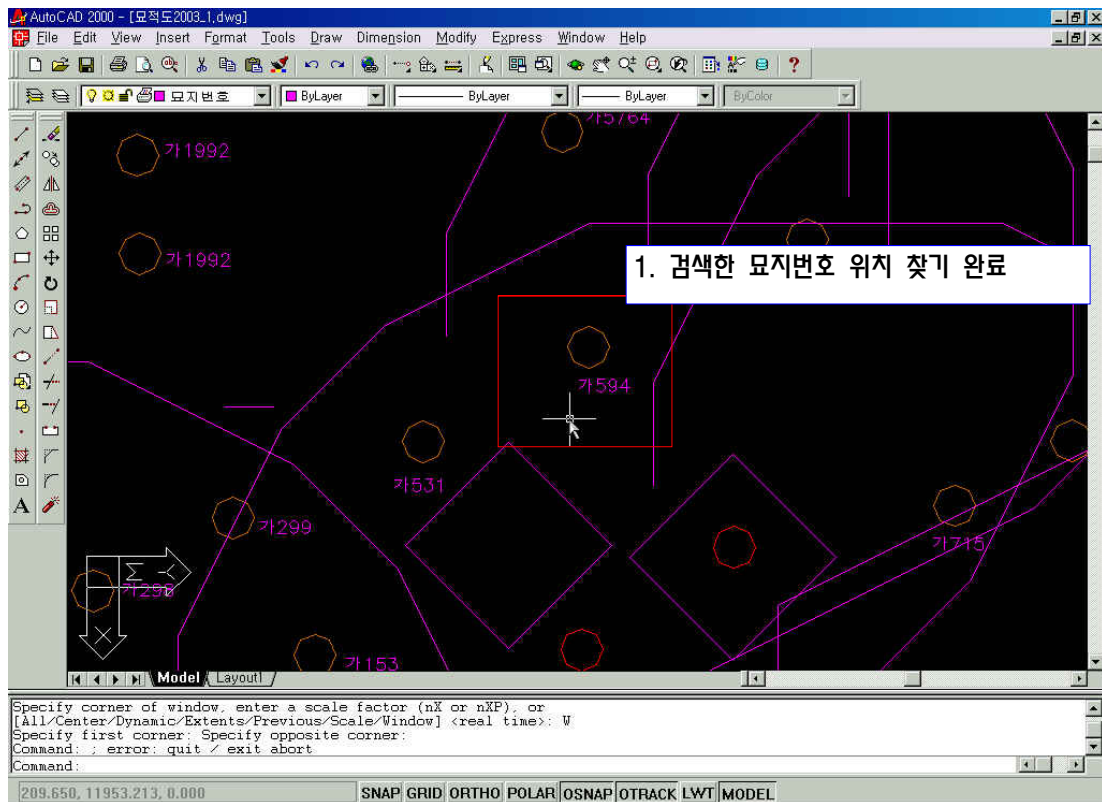 AutoCAD 2000 - [묘적도2003_1.dwg]
File Edit View Insert Format Tools Draw Dimension Modify Express Window Help
묘지번호 ByLayer ByLayer ByLayer ByColor
가5764
가1992
가1992
1. 검색한 묘지번호 위치 찾기 완료
가594
가531
가299
가715
가298
Y
X
가153
A
Model Layout1
Specify corner of window, enter a scale factor (nX or nXP), or
[All/Center/Dynamic/Extents/Previous/Scale/Window] <real time>: W
Specify first corner: Specify opposite corner:
Command: ; error: quit / exit abort
Command:
209.650, 11953.213, 0.000 SNAP GRID ORTHO POLAR OSNAP OTRACK LWT MODEL